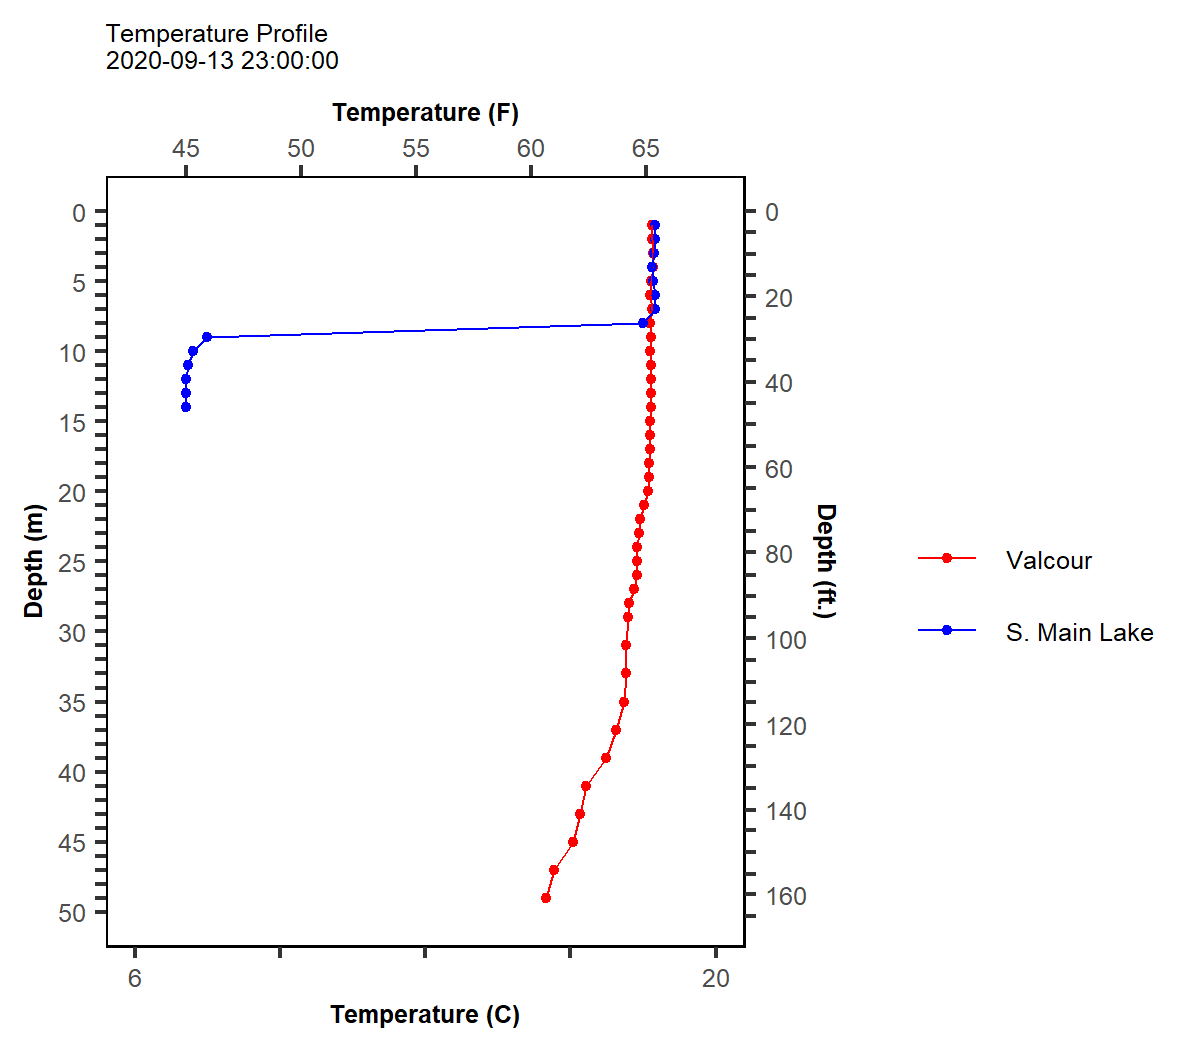 Temperature Profile
2020-09-13 23:00:00
Temperature (F)
45 50 55 60 65
0
5
10
15
20
25
30
35
40
45
50
Depth (m)
0
20
40
60
80
100
120
140
160
Depth (ft.)
Valcour
S. Main Lake
6 20
Temperature (C)